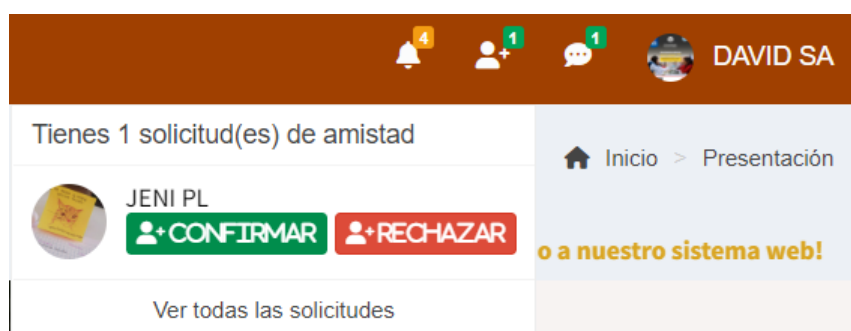 4 1 1 DAVID SA
Tienes 1 solicitud(es) de amistad
Inicio > Presentación
JENI PL
CONFIRMAR RECHAZAR
o a nuestro sistema web!
Ver todas las solicitudes